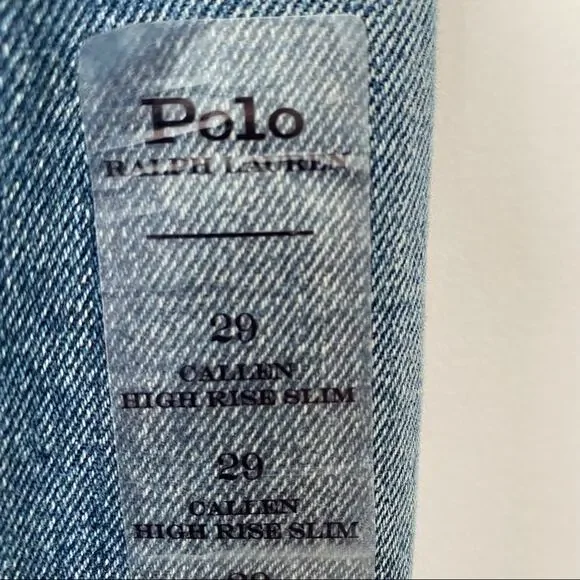 Polo
RALPH LAUREN
29
CALLEN
HIGH RISE SLIM
29
CALLEN
HIGH RISE SLIM